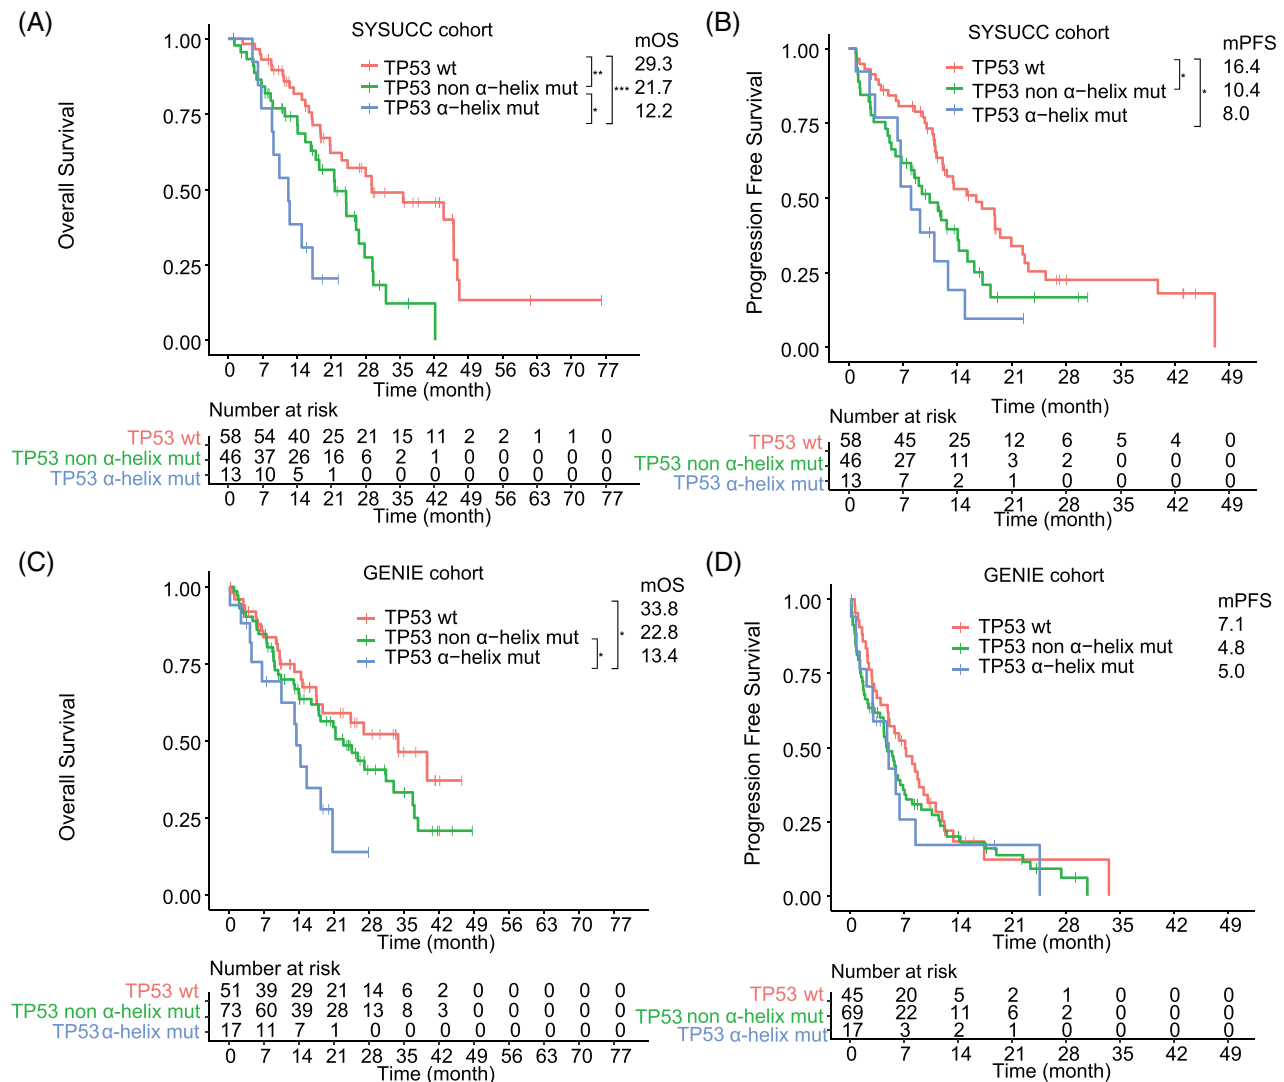 (A)
SYSUCC cohort
mOS
TP53 wt
29.3
TP53 non α−helix mut
21.7
TP53 α−helix mut
12.2
**
*
***
Overall Survival
1.00
0.75
0.50
0.25
0.00
0 7 14 21 28 35 42 49 56 63 70 77
Time (month)
Number at risk
TP53 wt 58 54 40 25 21 15 11 2 2 1 1 0
TP53 non α-helix mut 46 37 26 16 6 2 1 0 0 0 0 0
TP53 α-helix mut 13 10 5 1 0 0 0 0 0 0 0 0
0 7 14 21 28 35 42 49 56 63 70 77
Time (month)
(B)
SYSUCC cohort
mPFS
TP53 wt
16.4
TP53 non α−helix mut
10.4
TP53 α−helix mut
8.0
*
*
Progression Free Survival
1.00
0.75
0.50
0.25
0.00
0 7 14 21 28 35 42 49
Time (month)
Number at risk
TP53 wt 58 45 25 12 6 5 4 0
TP53 non α-helix mut 46 27 11 3 2 0 0 0
TP53 α-helix mut 13 7 2 1 0 0 0 0
0 7 14 21 28 35 42 49
Time (month)
(C)
GENIE cohort
mOS
TP53 wt
33.8
TP53 non α−helix mut
22.8
TP53 α−helix mut
13.4
*
*
Overall Survival
1.00
0.75
0.50
0.25
0.00
0 7 14 21 28 35 42 49 56 63 70 77
Time (month)
Number at risk
TP53 wt 51 39 29 21 14 6 2 0 0 0 0 0
TP53 non α-helix mut 73 60 39 28 13 8 3 0 0 0 0 0
TP53 α-helix mut 17 11 7 1 0 0 0 0 0 0 0 0
0 7 14 21 28 35 42 49 56 63 70 77
Time (month)
(D)
GENIE cohort
mPFS
TP53 wt
7.1
TP53 non α−helix mut
4.8
TP53 α−helix mut
5.0
Progression Free Survival
1.00
0.75
0.50
0.25
0.00
0 7 14 21 28 35 42 49
Time (month)
Number at risk
TP53 wt 45 20 5 2 1 0 0 0
TP53 non α-helix mut 69 22 11 6 2 0 0 0
TP53 α-helix mut 17 3 2 1 0 0 0 0
0 7 14 21 28 35 42 49
Time (month)